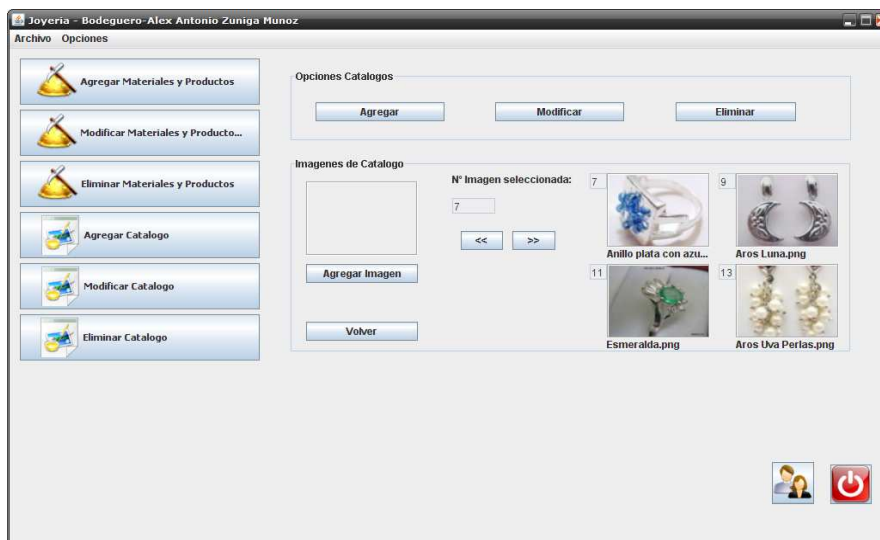 Joyeria - Bodeguero-Alex Antonio Zuniga Munoz
Archivo Opciones
Agregar Materiales y Productos
Modificar Materiales y Producto...
Eliminar Materiales y Productos
Agregar Catalogo
Modificar Catalogo
Eliminar Catalogo
Opciones Catalogos
Agregar Modificar Eliminar
Imagenes de Catalogo
N° Imagen seleccionada:
7
<< >>
Agregar Imagen
Volver
7
Anillo plata con azu...
9
Aros Luna.png
11
Esmeralda.png
13
Aros Uva Perlas.png